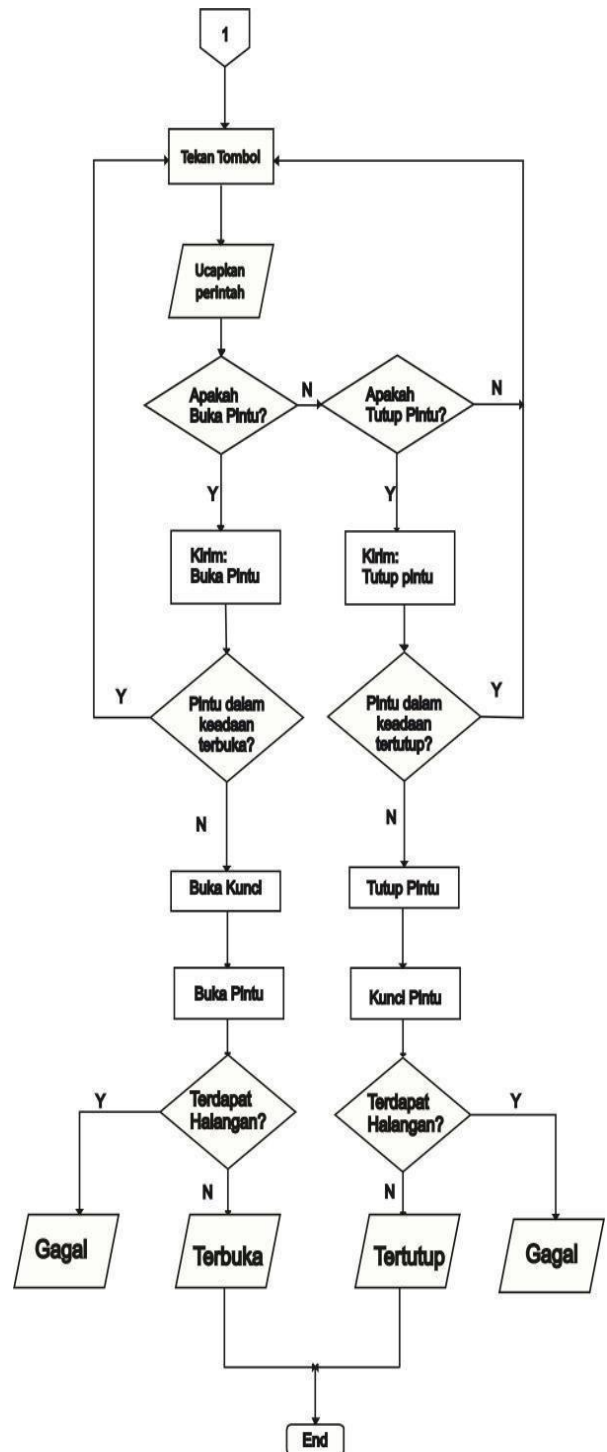 1
Tekan Tombol
Ucapkan
perintah
Apakah
Buka Pintu?
N
Apakah
Tutup Pintu?
N
Y
Y
Kirim:
Buka Pintu
Kirim:
Tutup pintu
Y
Pintu dalam
keadaan
terbuka?
Pintu dalam
keadaan
tertutup?
Y
N
N
Buka Kunci
Tutup Pintu
Buka Pintu
Kunci Pintu
Y
Terdapat
Halangan?
Terdapat
Halangan?
Y
N
N
Gagal
Terbuka
Tertutup
Gagal
End